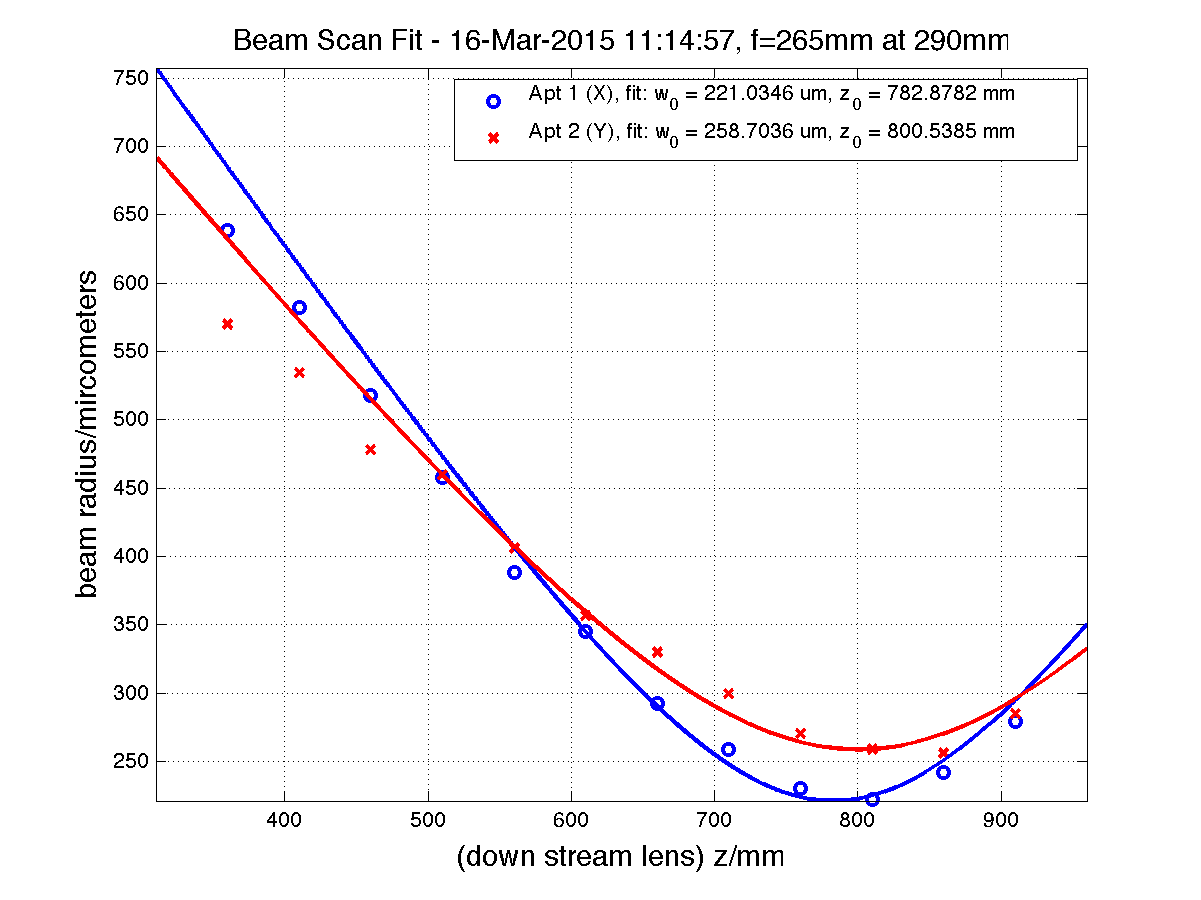 Beam Scan Fit - 16-Mar-2015 11:14:57, f=265mm at 290mm
Apt 1 (X), fit: w0 = 221.0346 um, z0 = 782.8782 mm
Apt 2 (Y), fit: w0 = 258.7036 um, z0 = 800.5385 mm
750
700
650
600
550
500
450
400
350
300
250
beam radius/mircometers
400 500 600 700 800 900
(down stream lens) z/mm